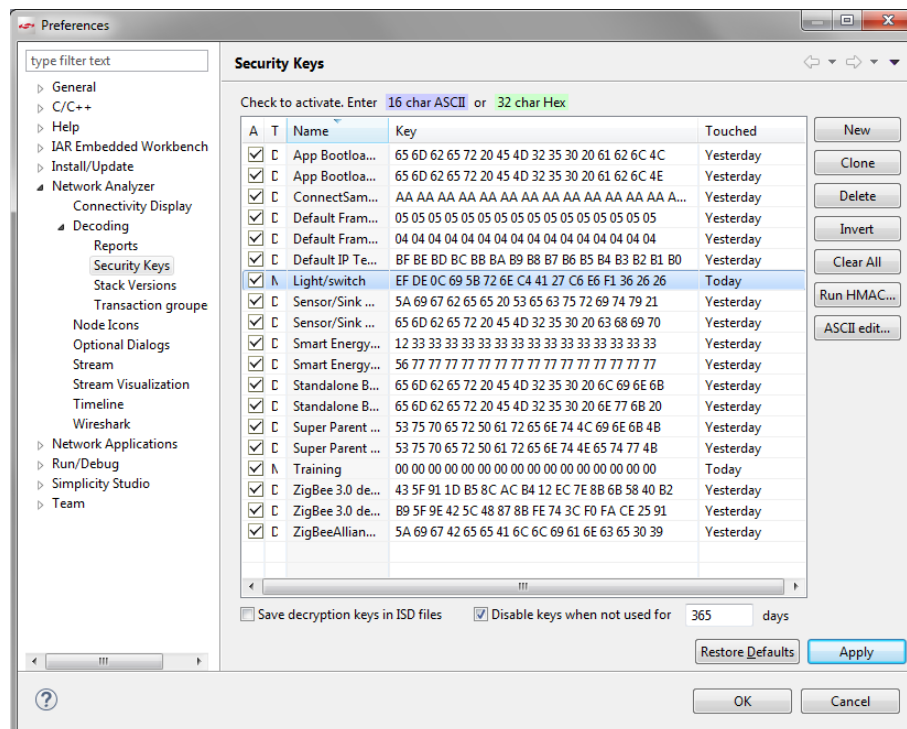 Preferences
type filter text
General
C/C++
Help
IAR Embedded Workbench
Install/Update
Network Analyzer
Connectivity Display
Decoding
Reports
Security Keys
Stack Versions
Transaction groupe
Node Icons
Optional Dialogs
Stream
Stream Visualization
Timeline
Wireshark
Network Applications
Run/Debug
Simplicity Studio
Team
Security Keys
Check to activate. Enter 16 char ASCII or 32 char Hex
A T Name Key Touched
App Bootloa... 65 6D 62 65 72 20 45 4D 32 35 30 20 61 62 6C 4C Yesterday
App Bootloa... 65 6D 62 65 72 20 45 4D 32 35 30 20 61 62 6C 4E Yesterday
ConnectSam... AA AA AA AA AA AA AA AA AA AA AA AA AA AA A... Yesterday
Default Fram... 05 05 05 05 05 05 05 05 05 05 05 05 05 05 05 05 Yesterday
Default Fram... 04 04 04 04 04 04 04 04 04 04 04 04 04 04 04 04 Yesterday
Default IP Te... BF BE BD BC BB BA B9 B8 B7 B6 B5 B4 B3 B2 B1 B0 Yesterday
Light/switch EF DE 0C 69 5B 72 6E C4 41 27 C6 E6 F1 36 26 26 Today
Sensor/Sink ... 5A 69 67 62 65 65 20 53 65 63 75 72 69 74 79 21 Yesterday
Sensor/Sink ... 65 6D 62 65 72 20 45 4D 32 35 30 20 63 68 69 70 Yesterday
Smart Energy... 12 33 33 33 33 33 33 33 33 33 33 33 33 33 33 33 Yesterday
Smart Energy... 56 77 77 77 77 77 77 77 77 77 77 77 77 77 77 77 Yesterday
Standalone B... 65 6D 62 65 72 20 45 4D 32 35 30 20 6C 69 6E 6B Yesterday
Standalone B... 65 6D 62 65 72 20 45 4D 32 35 30 20 6E 77 6B 20 Yesterday
Super Parent ... 53 75 70 65 72 50 61 72 65 6E 74 4C 69 6E 6B 4B Yesterday
Super Parent ... 53 75 70 65 72 50 61 72 65 6E 74 4E 65 74 77 4B Yesterday
Training 00 00 00 00 00 00 00 00 00 00 00 00 00 00 00 00 Today
ZigBee 3.0 de... 43 5F 91 1D B5 8C AC B4 12 EC 7E 8B 6B 58 40 B2 Yesterday
ZigBee 3.0 de... B9 5F 9E 42 5C 48 87 8B FE 74 3C F0 FA CE 25 91 Yesterday
ZigBeeAllian... 5A 69 67 42 65 65 41 6C 6C 69 61 6E 63 65 30 39 Yesterday
New
Clone
Delete
Invert
Clear All
Run HMAC...
ASCII edit...
Save decryption keys in ISD files Disable keys when not used for 365 days
Restore Defaults Apply
OK Cancel